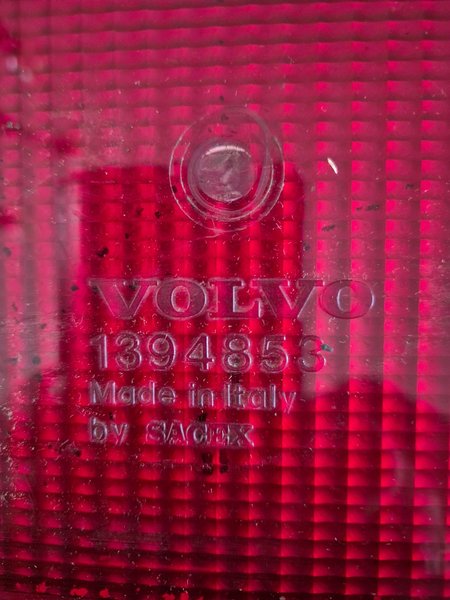 VOLVO
1394853
Made in Italy
by SACEX